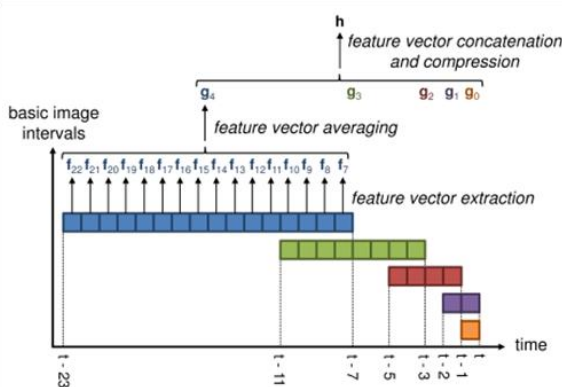 h
feature vector concatenation
and compression
g4 g3 g2 g1 g0
basic image
intervals
feature vector averaging
f22 f21 f20 f19 f18 f17 f16 f15 f14 f13 f12 f11 f10 f9 f8 f7
feature vector extraction
time
t - 23
t - 11
t - 7
t - 5
t - 3
t - 2
t - 1
t